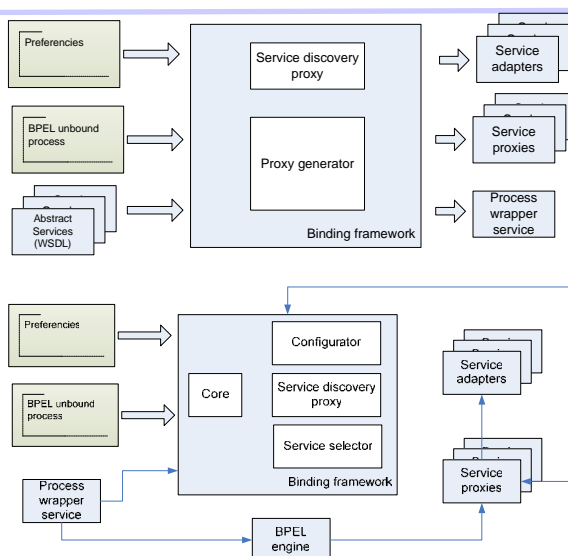 Preferencies
Service discovery
proxy
Service
adapters
BPEL unbound
process
Proxy generator
Service
proxies
Abstract
Services
(WSDL)
Binding framework
Process
wrapper
service
Preferencies
Configurator
Core
Service discovery
proxy
Service
adapters
BPEL unbound
process
Service selector
Binding framework
Process
wrapper
service
Service
proxies
BPEL
engine